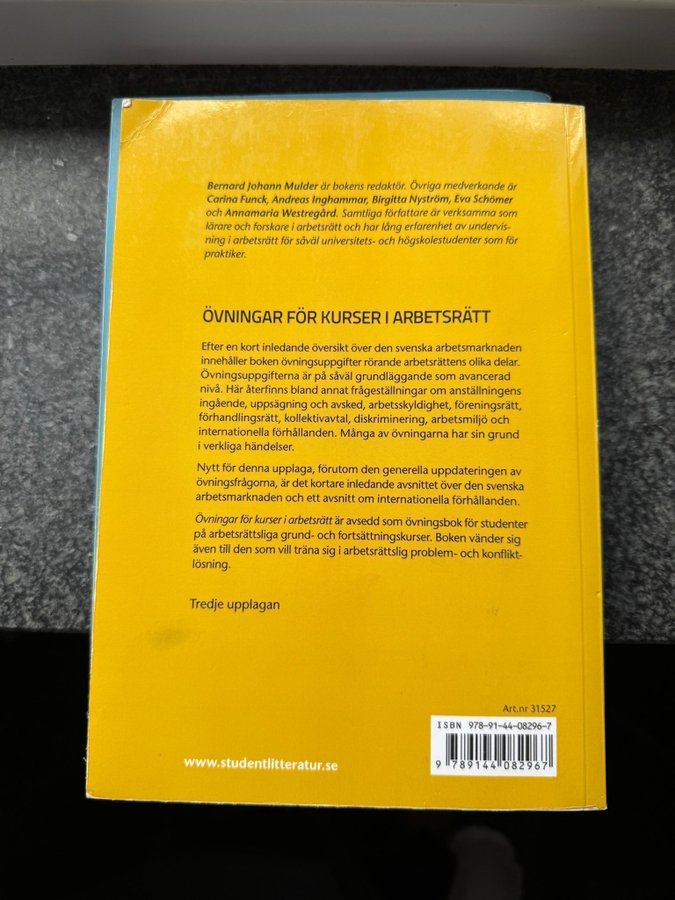 Bernard Johann Mulder är bokens redaktör. Övriga medverkande är
Carina Funck, Andreas Inghammar, Birgitta Nyström, Eva Schömer
och Annamaria Westregård. Samtliga författare är verksamma som
lärare och forskare i arbetsrätt och har lång erfarenhet av undervis-
ning i arbetsrätt för såväl universitets- och högskolestudenter som för
praktiker.
ÖVNINGAR FÖR KURSER I ARBETSRÄTT
Efter en kort inledande översikt över den svenska arbetsmarknaden
innehåller boken övningsuppgifter rörande arbetsrättens olika delar.
Övningsuppgifterna är på såväl grundläggande som avancerad
nivå. Här återfinns bland annat frågeställningar om anställningens
ingående, uppsägning och avsked, arbetsskyldighet, föreningsrätt,
förhandlingsrätt, kollektivavtal, diskriminering, arbetsmiljö och
internationella förhållanden. Många av övningarna har sin grund
i verkliga händelser.
Nytt för denna upplaga, förutom den generella uppdateringen av
övningsfrågorna, är det kortare inledande avsnittet över den svenska
arbetsmarknaden och ett avsnitt om internationella förhållanden.
Övningar för kurser i arbetsrätt är avsedd som övningsbok för studenter
på arbetsrättsliga grund- och fortsättningskurser. Boken vänder sig
även till den som vill träna sig i arbetsrättslig problem- och konflikt-
lösning.
Tredje upplagan
Art.nr 31527
ISBN 978-91-44-08296-7
9 789144 082967
www.studentlitteratur.se